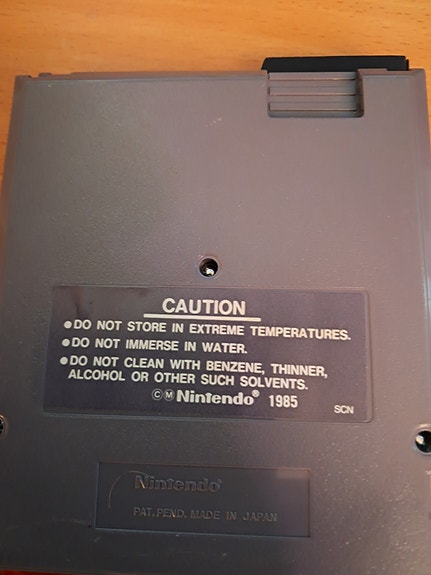 CAUTION
●DO NOT STORE IN EXTREME TEMPERATURES.
●DO NOT IMMERSE IN WATER.
●DO NOT CLEAN WITH BENZENE, THINNER,
ALCOHOL OR OTHER SUCH SOLVENTS.
ⒸⓂ Nintendo® 1985 SCN
Nintendo®
PAT. PEND. MADE IN JAPAN